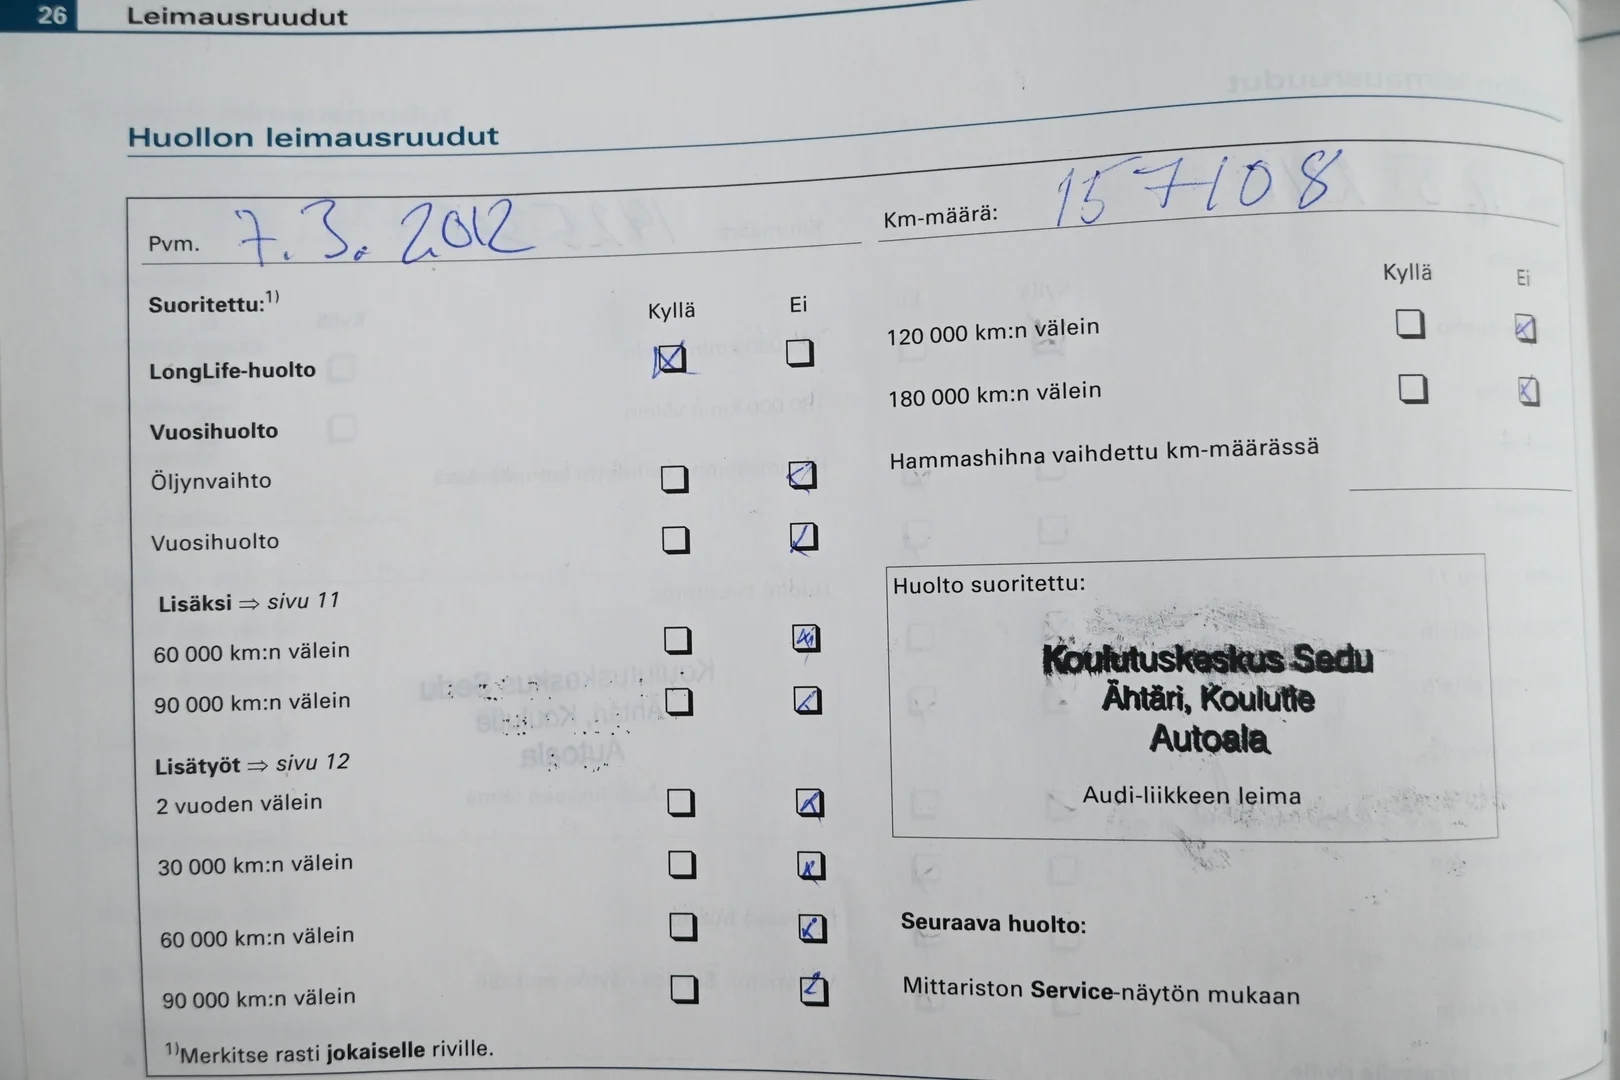 26 Leimausruudut
Huollon leimausruudut
Pvm. 7.3.2012
Km-määrä: 157108
Suoritettu:1)
Kyllä Ei
LongLife-huolto
Vuosihuolto
Öljynvaihto
Vuosihuolto
Lisäksi ⇒ sivu 11
60 000 km:n välein
90 000 km:n välein
Lisätyöt ⇒ sivu 12
2 vuoden välein
30 000 km:n välein
60 000 km:n välein
90 000 km:n välein
1)Merkitse rasti jokaiselle riville.
Kyllä Ei
120 000 km:n välein
180 000 km:n välein
Hammashihna vaihdettu km-määrässä
Huolto suoritettu:
Koulutuskeskus Sedu
Ähtäri, Koulutie
Autoala
Audi-liikkeen leima
Seuraava huolto:
Mittariston Service-näytön mukaan